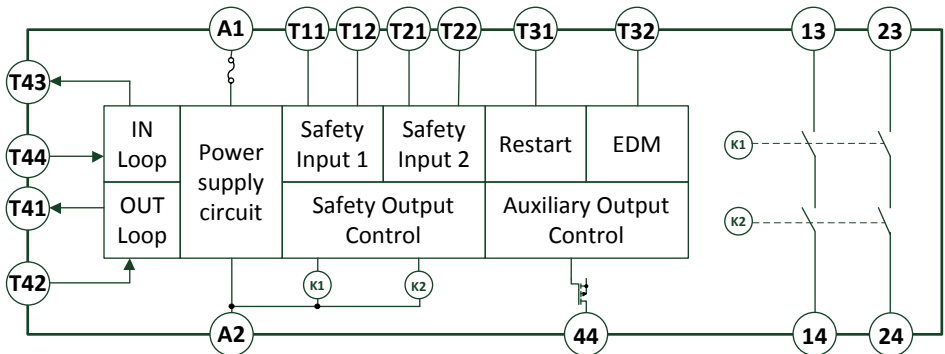 A1
T11
T12
T21
T22
T31
T32
13
23
T43
T44
T41
T42
IN
Loop
OUT
Loop
Power
supply
circuit
Safety
Input 1
Safety
Input 2
Restart
EDM
Safety Output
Control
Auxiliary Output
Control
K1
K2
K1
K2
A2
44
14
24